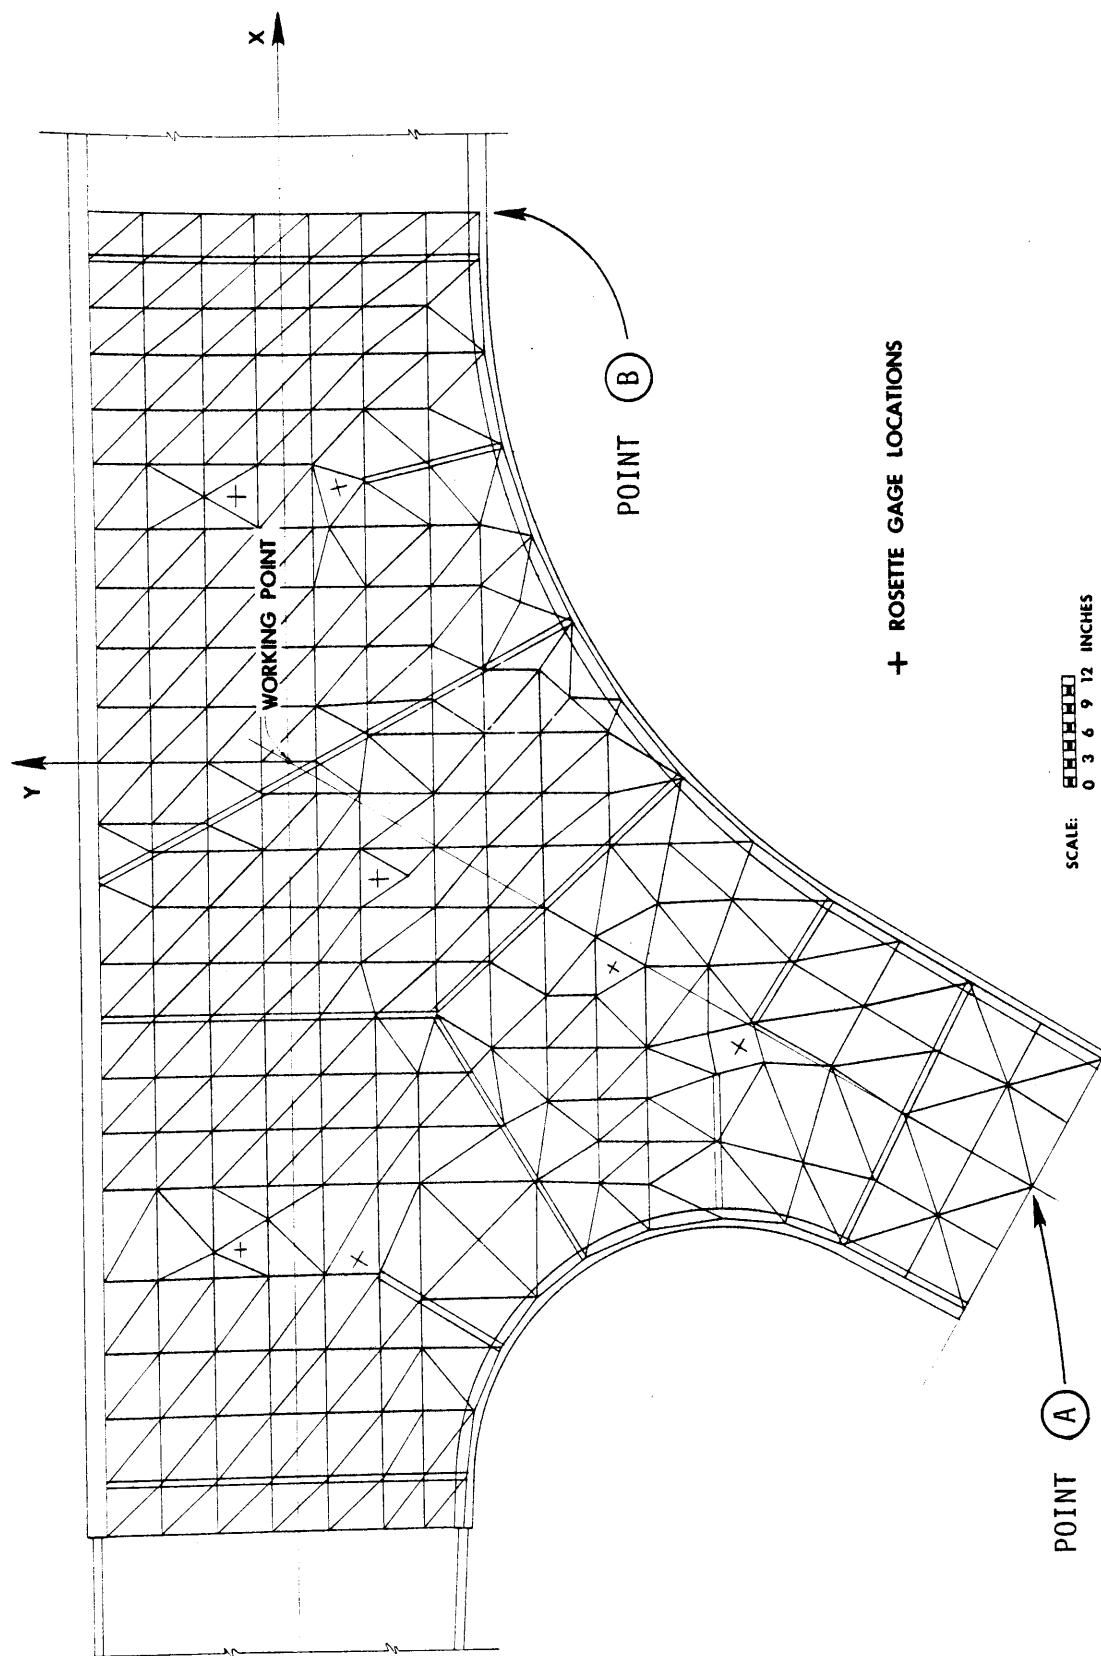 Y
X
WORKING POINT
POINT B
POINT A
+ ROSETTE GAGE LOCATIONS
SCALE:
0 3 6 9 12 INCHES